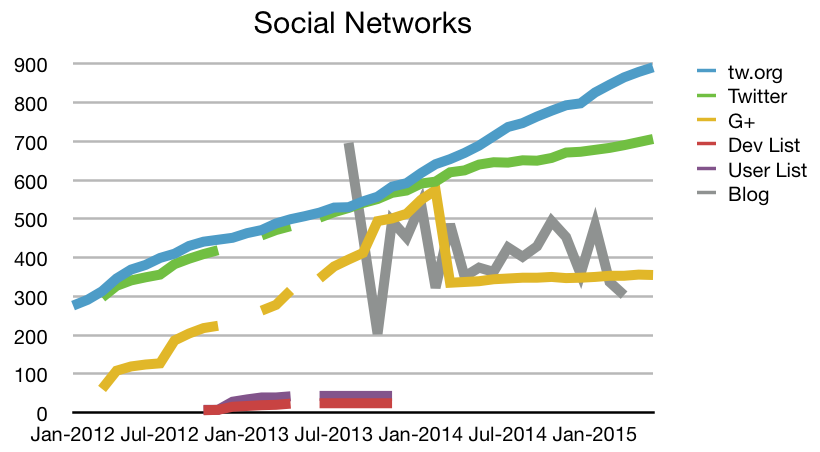 Social Networks
900
800
700
600
500
400
300
200
100
0
Jan-2012 Jul-2012 Jan-2013 Jul-2013 Jan-2014 Jul-2014 Jan-2015
tw.org
Twitter
G+
Dev List
User List
Blog